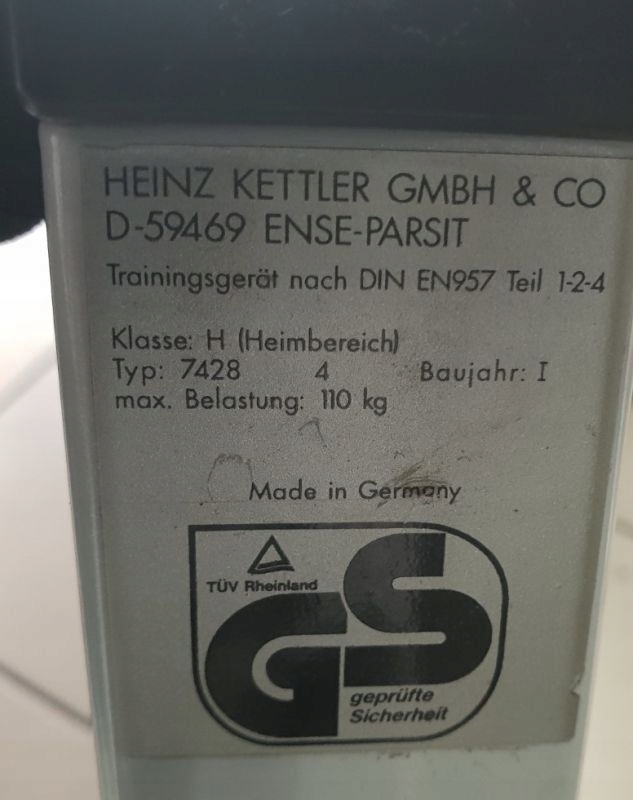 HEINZ KETTLER GMBH & CO
D-59469 ENSE-PARSIT
Trainingsgerät nach DIN EN957 Teil 1-2-4
Klasse: H (Heimbereich)
Typ: 7428 4 Baujahr: I
max. Belastung: 110 kg
Made in Germany
TÜV Rheinland
GS
geprüfte
Sicherheit